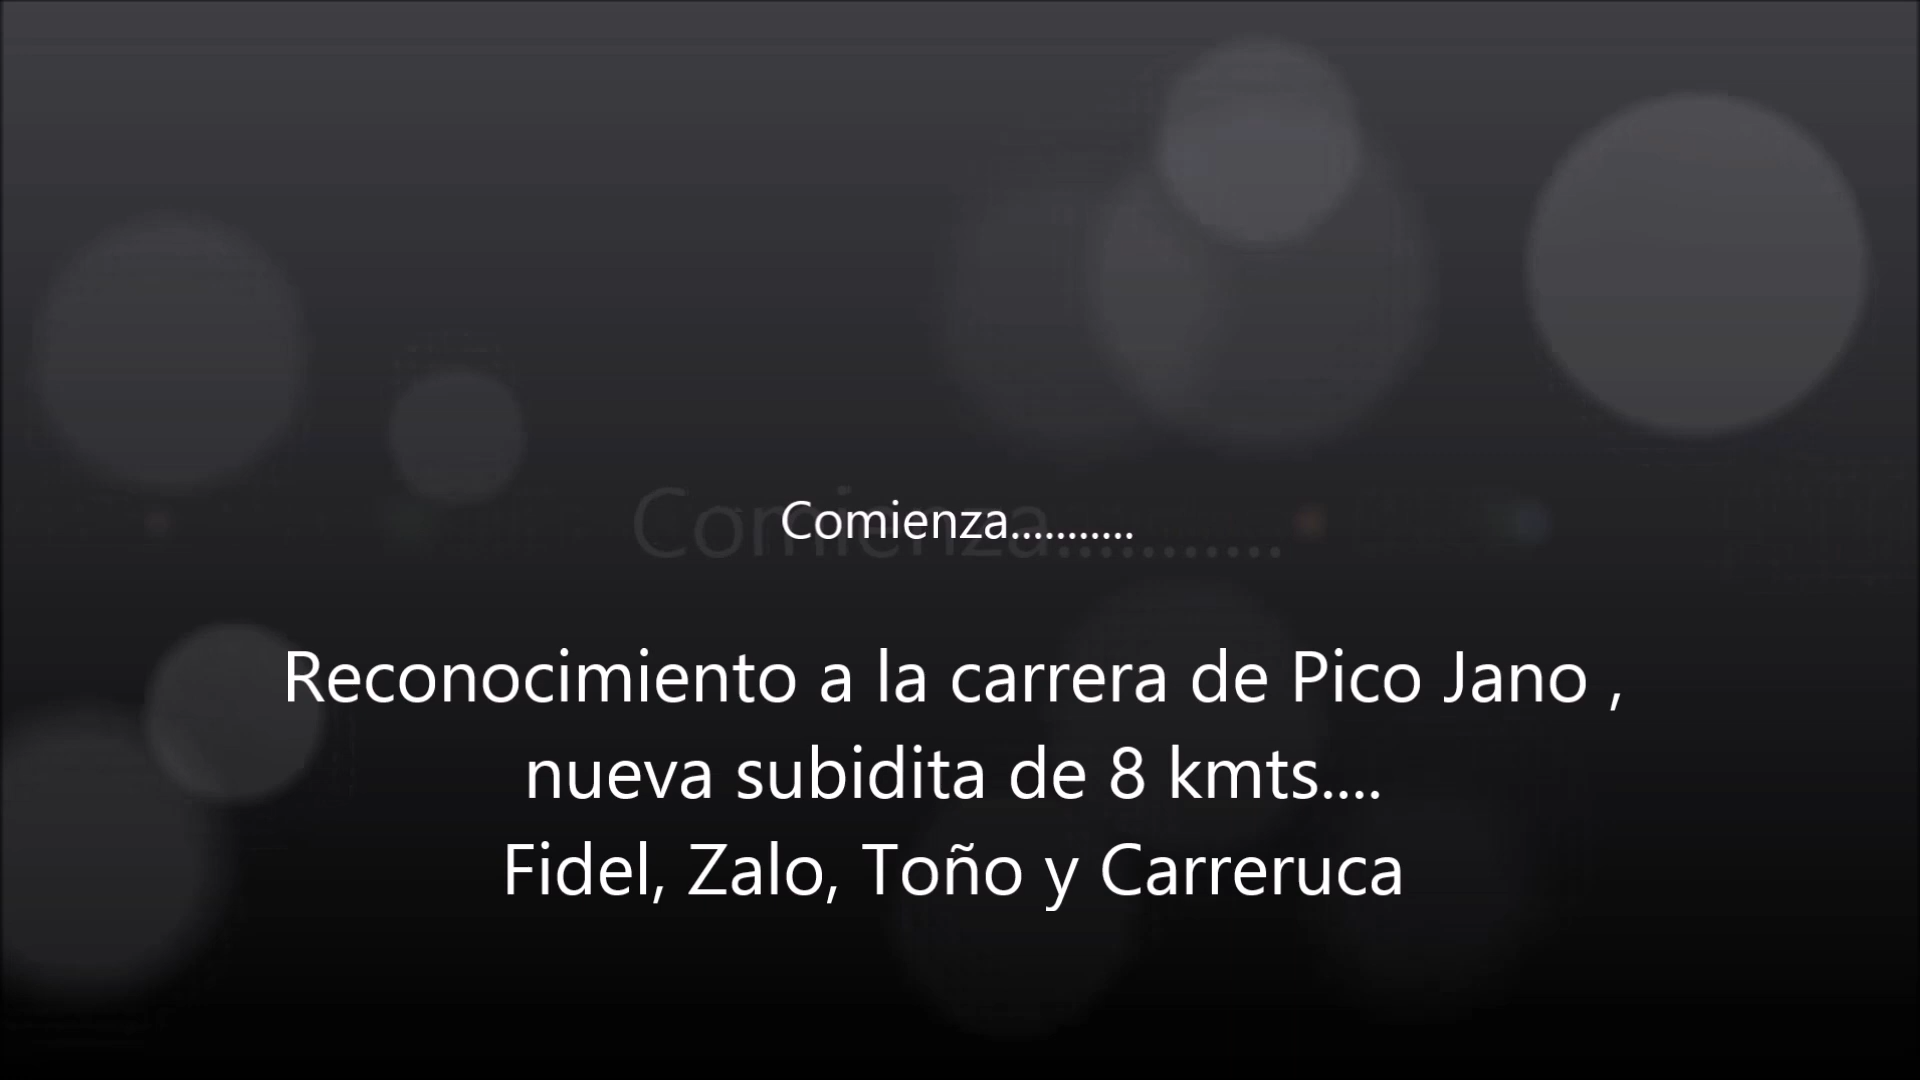 Comienza...........
Reconocimiento a la carrera de Pico Jano ,
nueva subidita de 8 kmts....
Fidel, Zalo, Toño y Carreruca